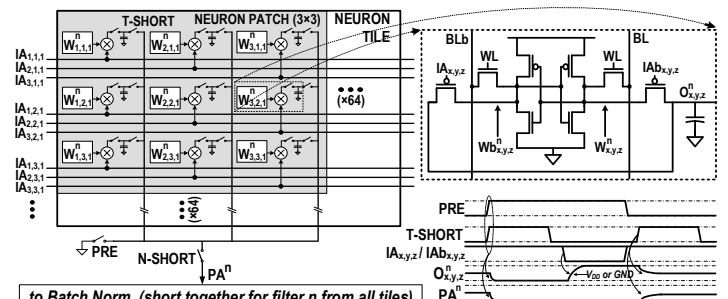 T-SHORT NEURON PATCH (3×3) NEURON
TILE
W^n_{1,1,1} W^n_{2,1,1} W^n_{3,1,1}
IA_{1,1,1}
IA_{2,1,1}
IA_{3,1,1}
W^n_{1,2,1} W^n_{2,2,1} W^n_{3,2,1}
(×64)
IA_{1,2,1}
IA_{2,2,1}
IA_{3,2,1}
W^n_{1,3,1} W^n_{2,3,1} W^n_{3,3,1}
IA_{1,3,1}
IA_{2,3,1}
IA_{3,3,1}
(×64)
PRE
N-SHORT
PA^n
to Batch Norm. (short together for filter n from all tiles)
BLb BL
WL WL
IA_{x,y,z} IAb_{x,y,z}
O^n_{x,y,z}
Wb^n_{x,y,z} W^n_{x,y,z}
PRE
T-SHORT
IA_{x,y,z} / IAb_{x,y,z}
O^n_{x,y,z} V_{DD} or GND
PA^n